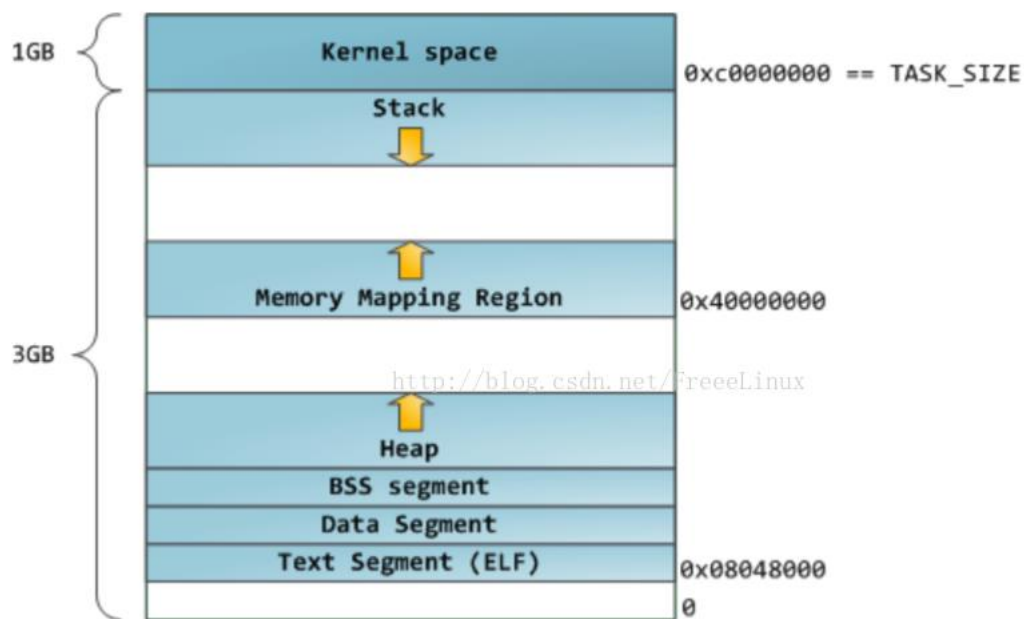 1GB
Kernel space
0xc0000000 == TASK_SIZE
Stack
Memory Mapping Region
0x40000000
3GB
http://blog.csdn.net/FreeeLinux
Heap
BSS segment
Data Segment
Text Segment (ELF)
0x08048000
0